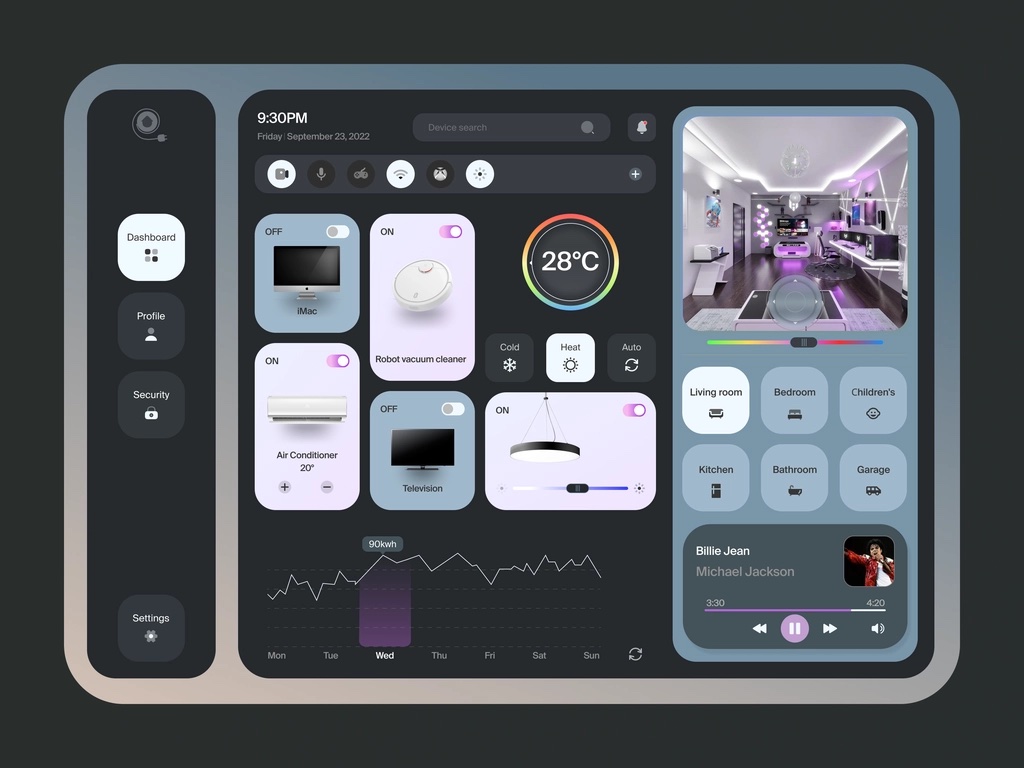 9:30PM
Friday | September 23, 2022
Device search
Dashboard
Profile
Security
Settings
OFF
iMac
ON
Robot vacuum cleaner
28°C
Cold
Heat
Auto
ON
Air Conditioner
20°
OFF
Television
ON
90kwh
Mon
Tue
Wed
Thu
Fri
Sat
Sun
Living room
Bedroom
Children's
Kitchen
Bathroom
Garage
Billie Jean
Michael Jackson
3:30
4:20